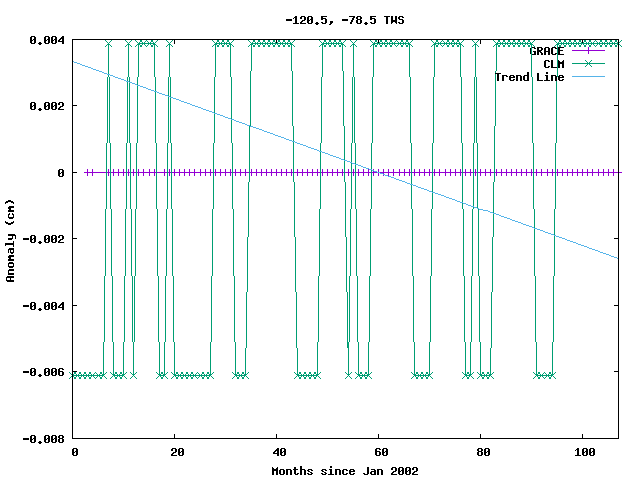 -120.5, -78.5 TWS
0.004
GRACE
CLM
Trend Line
0.002
0
Anomaly (cm)
-0.002
-0.004
-0.006
-0.008
0 20 40 60 80 100
Months since Jan 2002